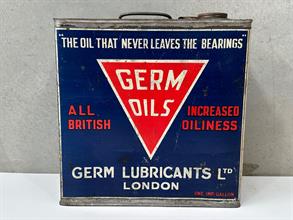 "THE OIL THAT NEVER LEAVES THE BEARINGS"
GERM
OILS
ALL
BRITISH
INCREASED
OILINESS
GERM LUBRICANTS LTD
LONDON
ONE IMP. GALLON